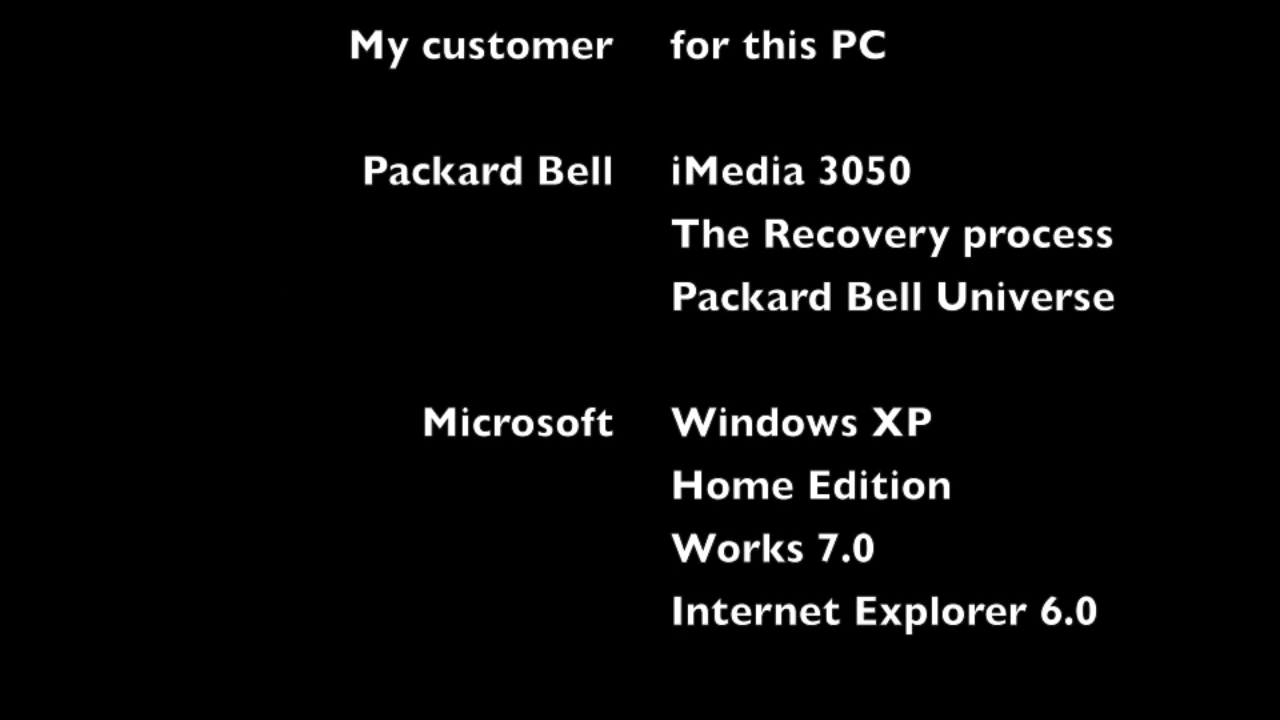 My customer for this PC
Packard Bell iMedia 3050
The Recovery process
Packard Bell Universe
Microsoft Windows XP
Home Edition
Works 7.0
Internet Explorer 6.0